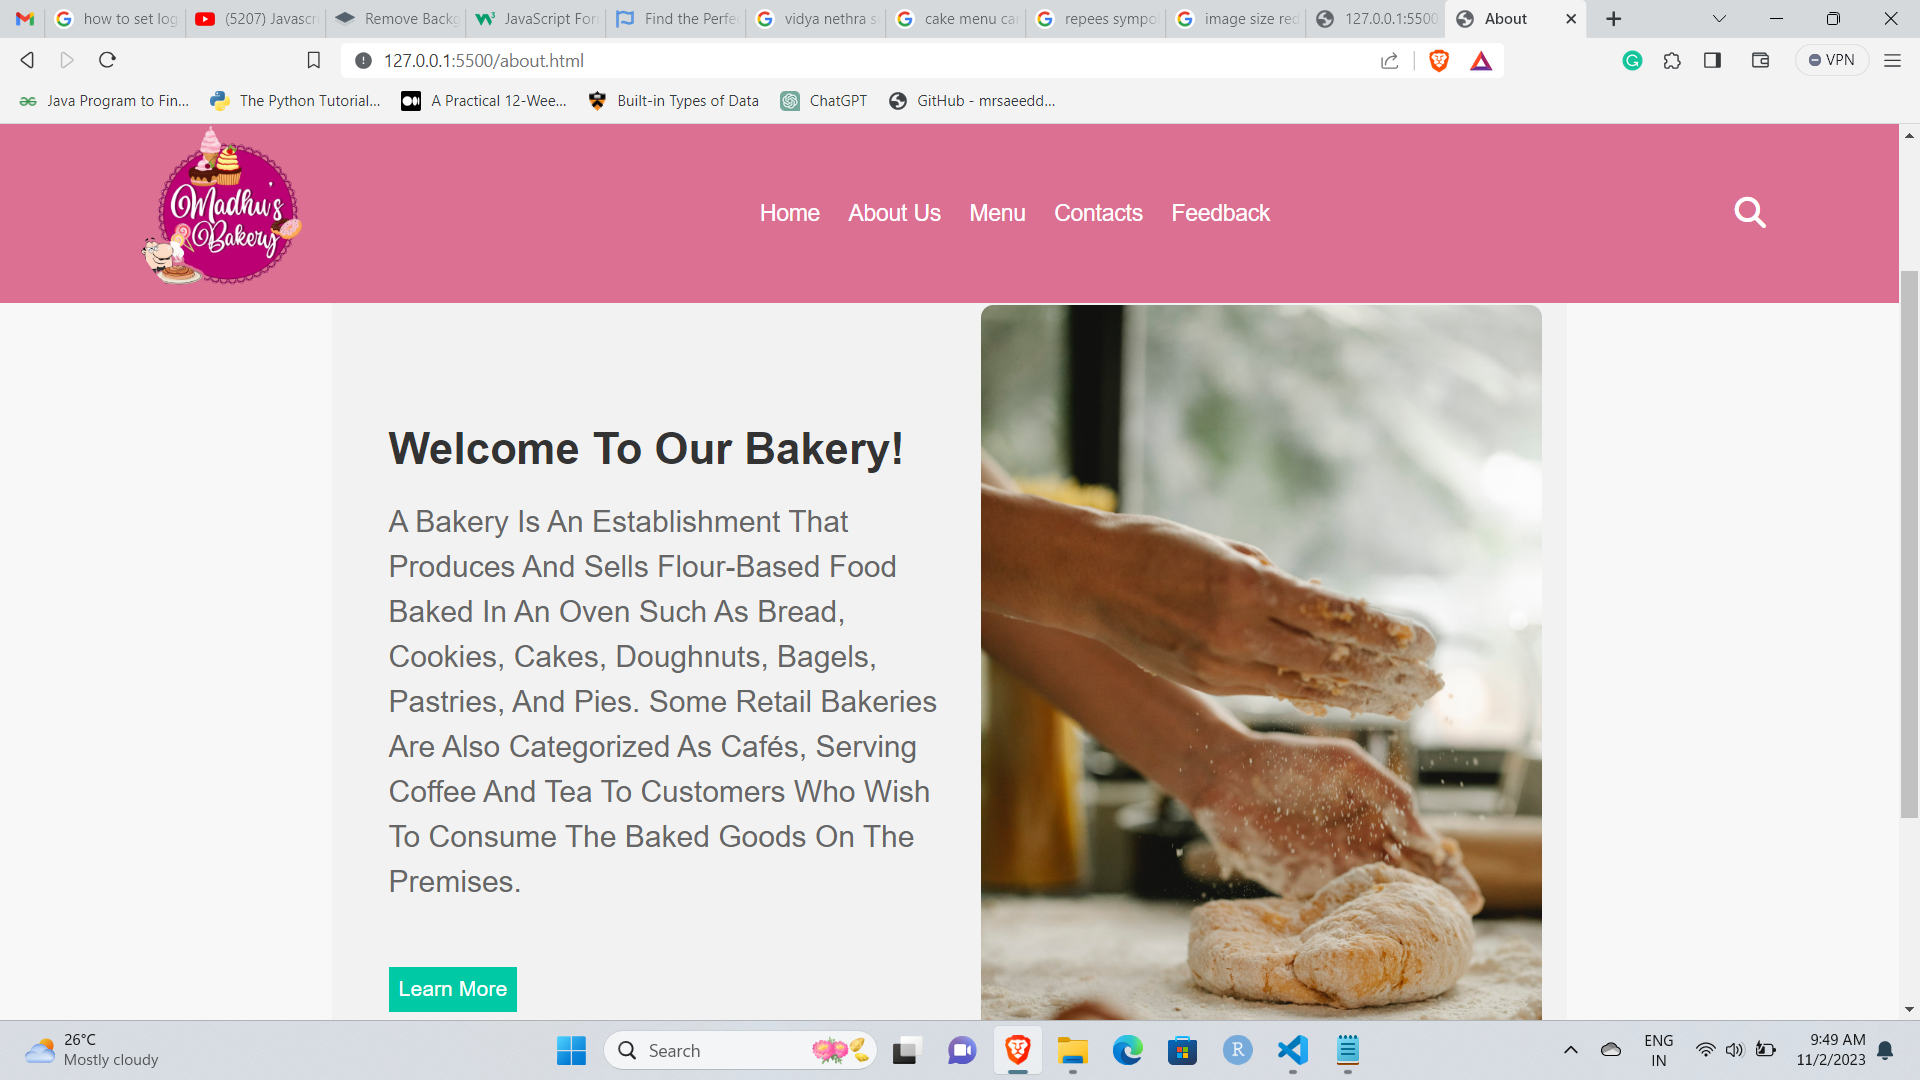 how to set log
(5207) Javascr
Remove Backg
JavaScript For
Find the Perfec
vidya nethra s
cake menu ca
repees sympo
image size red
127.0.0.1:5500
About
127.0.0.1:5500/about.html
VPN
Java Program to Fin...
The Python Tutorial...
A Practical 12-Wee...
Built-in Types of Data
ChatGPT
GitHub - mrsaeedd...
Madhu's
Bakery
Home
About Us
Menu
Contacts
Feedback
Welcome To Our Bakery!
A Bakery Is An Establishment That
Produces And Sells Flour-Based Food
Baked In An Oven Such As Bread,
Cookies, Cakes, Doughnuts, Bagels,
Pastries, And Pies. Some Retail Bakeries
Are Also Categorized As Cafés, Serving
Coffee And Tea To Customers Who Wish
To Consume The Baked Goods On The
Premises.
Learn More
26°C
Mostly cloudy
Search
ENG
IN
9:49 AM
11/2/2023